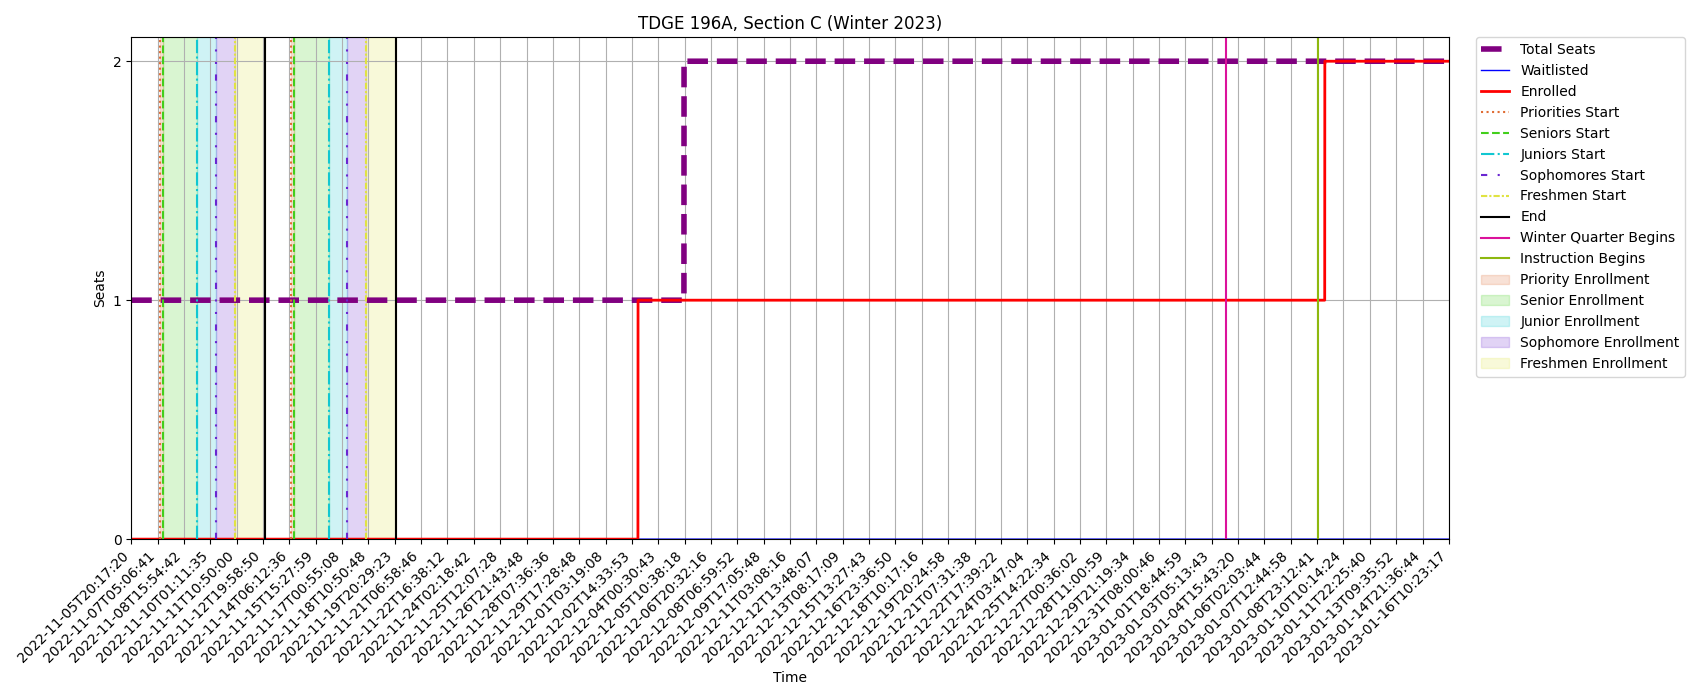 TDGE 196A, Section C (Winter 2023)
Seats
2
1
0
2022-11-05T20:17:20
2022-11-07T05:06:41
2022-11-08T15:54:42
2022-11-10T01:11:35
2022-11-11T10:50:00
2022-11-12T19:58:50
2022-11-14T06:12:36
2022-11-15T15:27:59
2022-11-17T00:55:08
2022-11-18T10:50:48
2022-11-19T20:29:23
2022-11-21T06:58:46
2022-11-22T16:38:12
2022-11-24T02:18:42
2022-11-25T12:07:28
2022-11-26T21:43:48
2022-11-28T07:36:36
2022-11-29T17:28:48
2022-12-01T03:19:08
2022-12-02T14:33:53
2022-12-04T00:30:43
2022-12-05T10:38:18
2022-12-06T20:32:16
2022-12-08T06:59:52
2022-12-09T17:05:48
2022-12-11T03:08:16
2022-12-12T13:48:07
2022-12-13T08:17:09
2022-12-15T13:27:43
2022-12-16T23:36:50
2022-12-18T10:17:16
2022-12-19T20:24:58
2022-12-21T07:31:38
2022-12-22T17:39:22
2022-12-24T03:47:04
2022-12-25T14:22:34
2022-12-27T00:36:02
2022-12-28T11:00:59
2022-12-29T21:19:34
2022-12-31T08:00:46
2023-01-01T18:44:59
2023-01-03T05:13:43
2023-01-04T15:43:20
2023-01-06T02:03:44
2023-01-07T12:44:58
2023-01-08T23:12:41
2023-01-10T10:14:24
2023-01-11T22:25:40
2023-01-13T09:35:52
2023-01-14T21:36:44
2023-01-16T10:23:17
Time
Total Seats
Waitlisted
Enrolled
Priorities Start
Seniors Start
Juniors Start
Sophomores Start
Freshmen Start
End
Winter Quarter Begins
Instruction Begins
Priority Enrollment
Senior Enrollment
Junior Enrollment
Sophomore Enrollment
Freshmen Enrollment